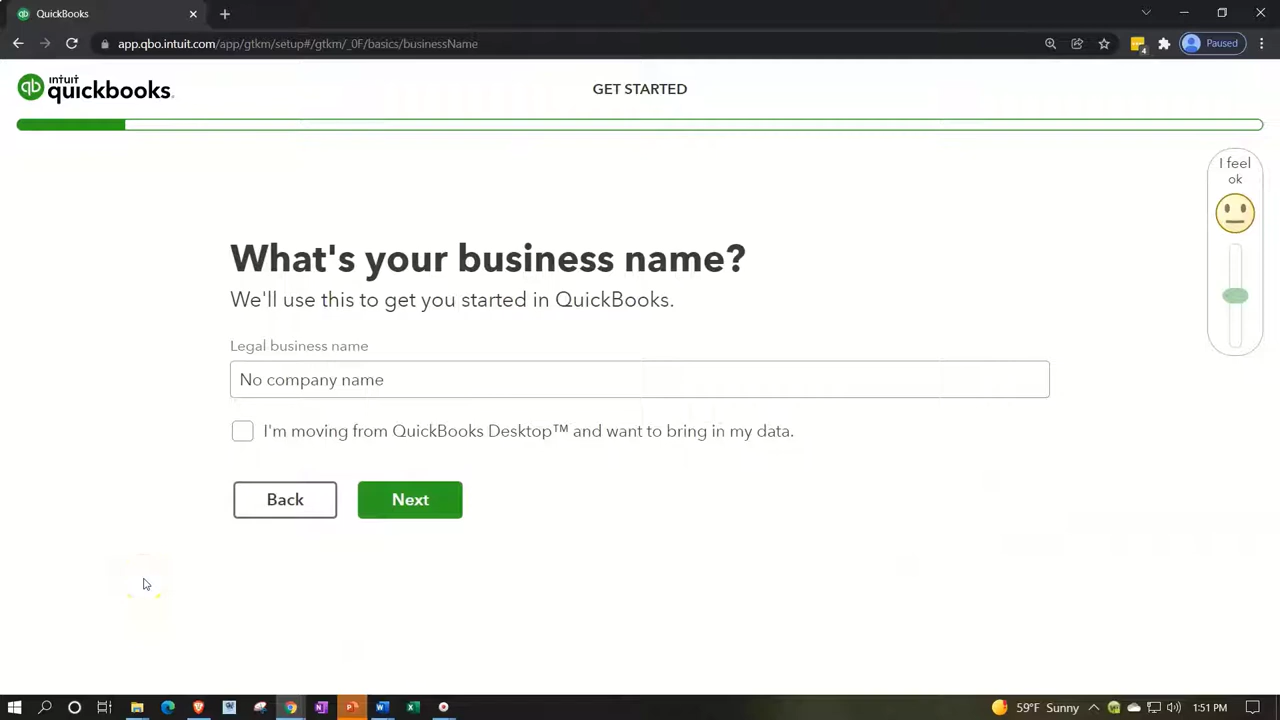 QuickBooks
app.qbo.intuit.com/app/gtkm/setup#/gtkm/_0F/basics/businessName
4
Paused
intuit
quickbooks.
GET STARTED
I feel
ok
What's your business name?
We'll use this to get you started in QuickBooks.
Legal business name
No company name
I'm moving from QuickBooks Desktop™ and want to bring in my data.
Back
Next
59°F Sunny
1:51 PM